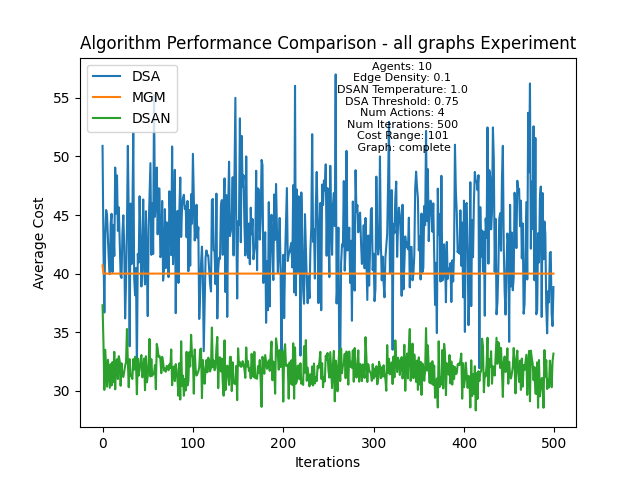 Algorithm Performance Comparison - all graphs Experiment
DSA
MGM
DSAN
Agents: 10
Edge Density: 0.1
DSAN Temperature: 1.0
DSA Threshold: 0.75
Num Actions: 4
Num Iterations: 500
Cost Range: 101
Graph: complete
Average Cost
55
50
45
40
35
30
0
100
200
300
400
500
Iterations